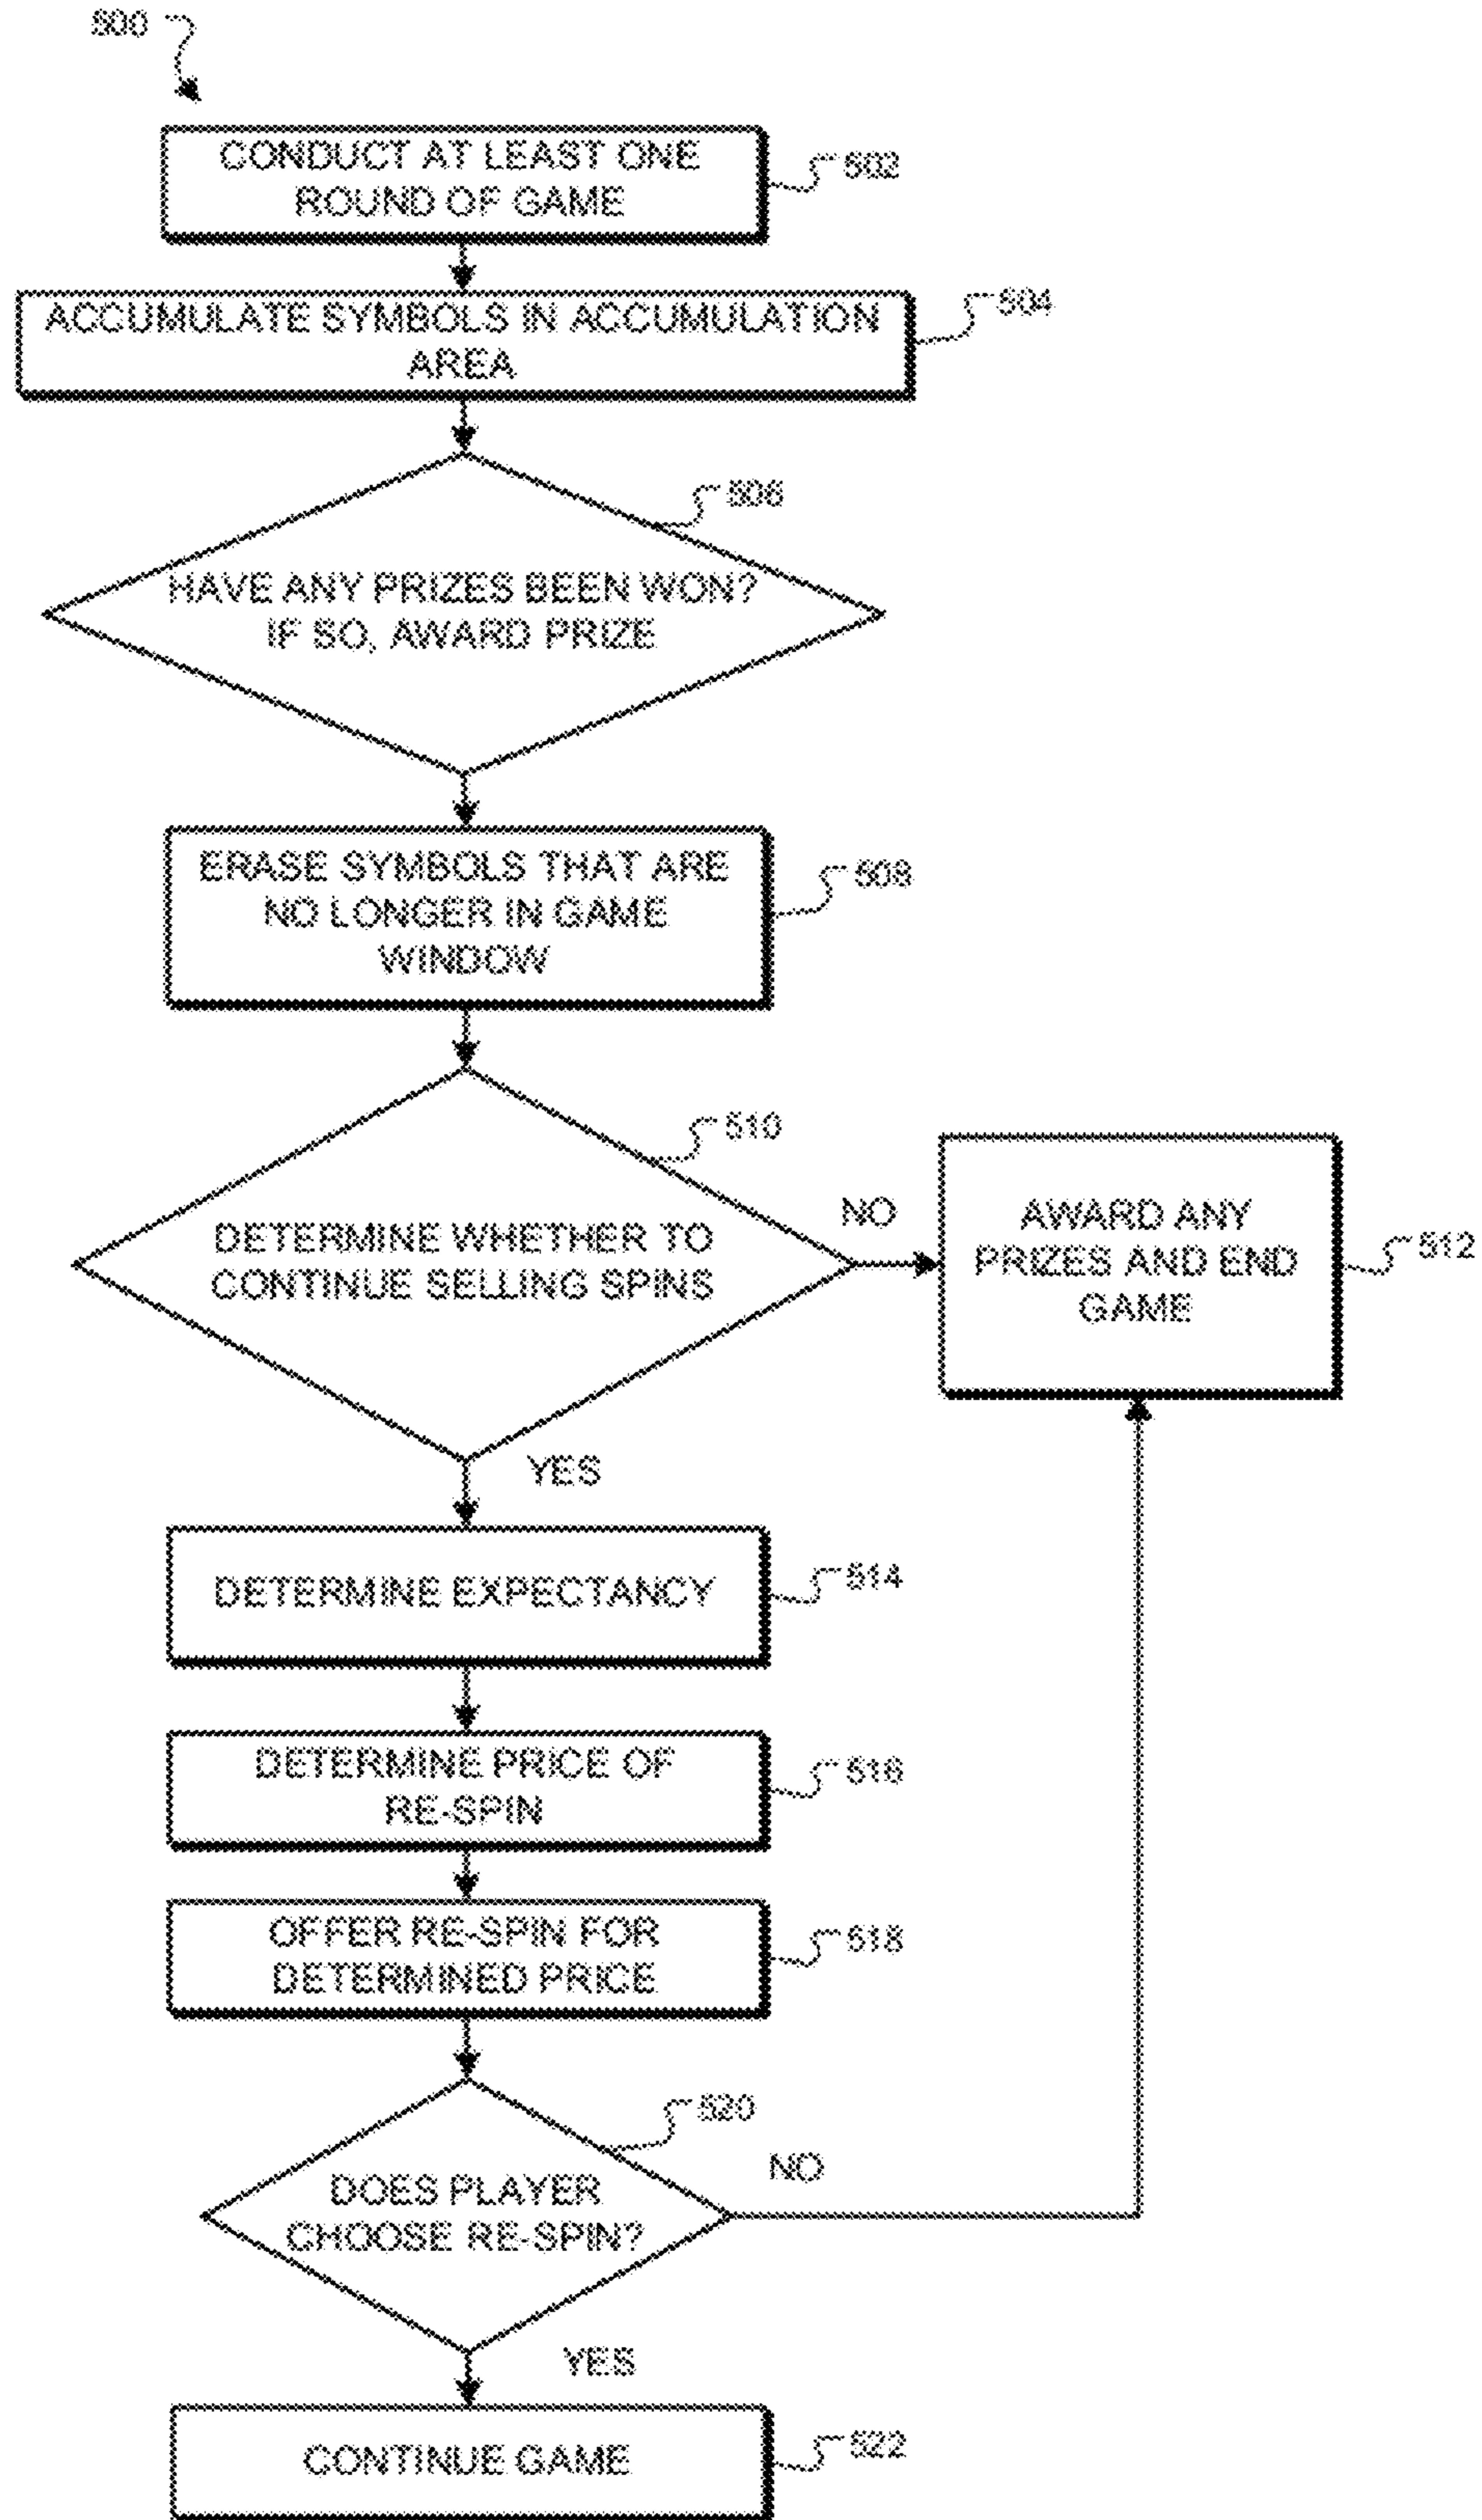 500
CONDUCT AT LEAST ONE
ROUND OF GAME
502
ACCUMULATE SYMBOLS IN ACCUMULATION
AREA
504
506
HAVE ANY PRIZES BEEN WON?
IF SO, AWARD PRIZE
ERASE SYMBOLS THAT ARE
NO LONGER IN GAME
WINDOW
508
510
DETERMINE WHETHER TO
CONTINUE SELLING SPINS
NO
AWARD ANY
PRIZES AND END
GAME
512
YES
DETERMINE EXPECTANCY
514
DETERMINE PRICE OF
RE-SPIN
516
OFFER RE-SPIN FOR
DETERMINED PRICE
518
520
DOES PLAYER
CHOOSE RE-SPIN?
NO
YES
CONTINUE GAME
522